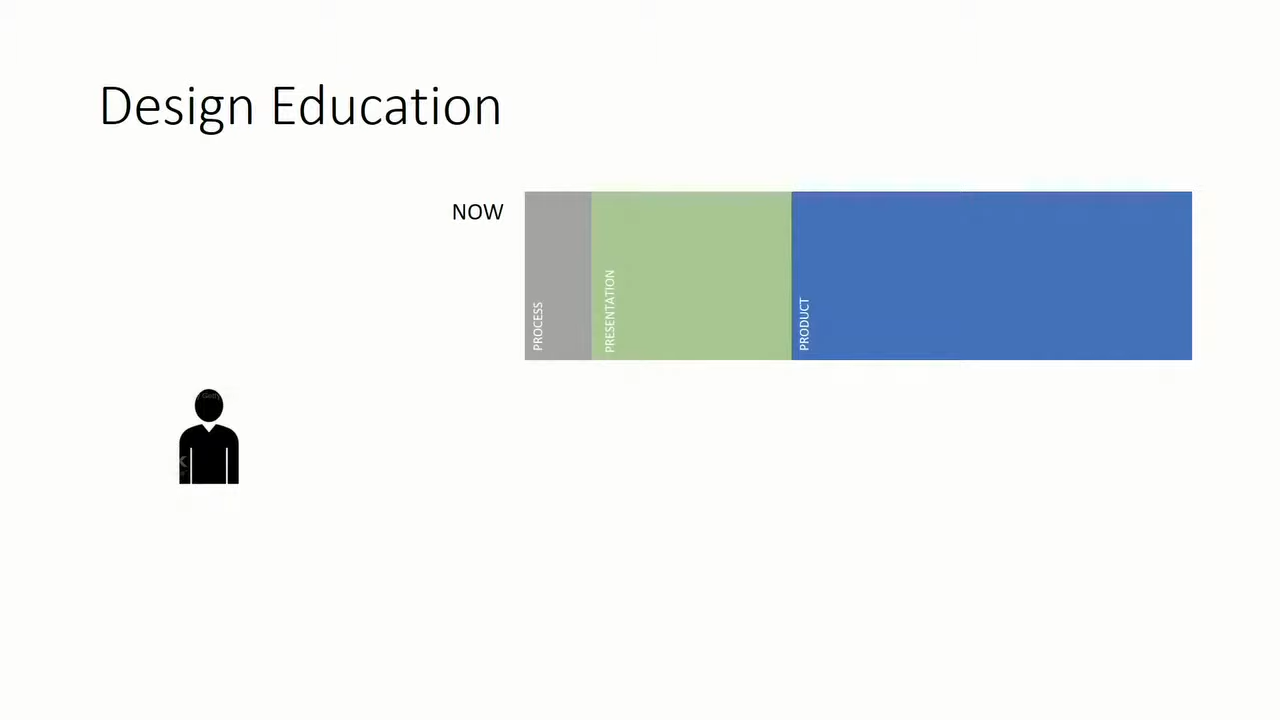 Design Education
NOW
PROCESS
PRESENTATION
PRODUCT